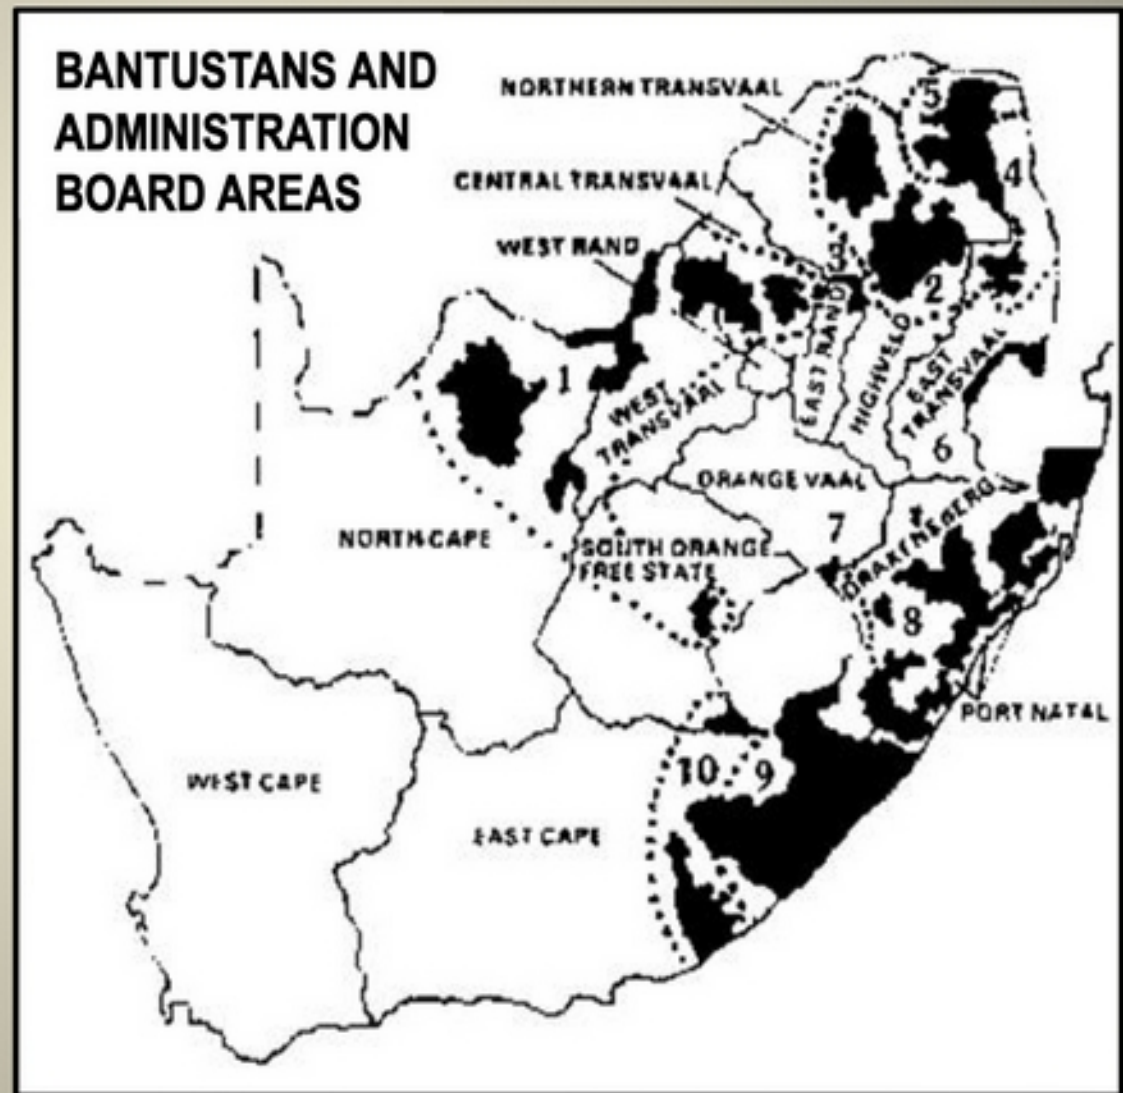 BANTUSTANS AND
ADMINISTRATION
BOARD AREAS
NORTHERN TRANSVAAL
CENTRAL TRANSVAAL
WEST RAND
5
4
3
2
1
EAST RAND
HIGHVELD
EAST
TRANSVAAL
WEST
TRANSVAAL
6
ORANGE VAAL
7
DRAKENSBERG
NORTH CAPE
SOUTH ORANGE
FREE STATE
8
PORT NATAL
10
9
WEST CAPE
EAST CAPE